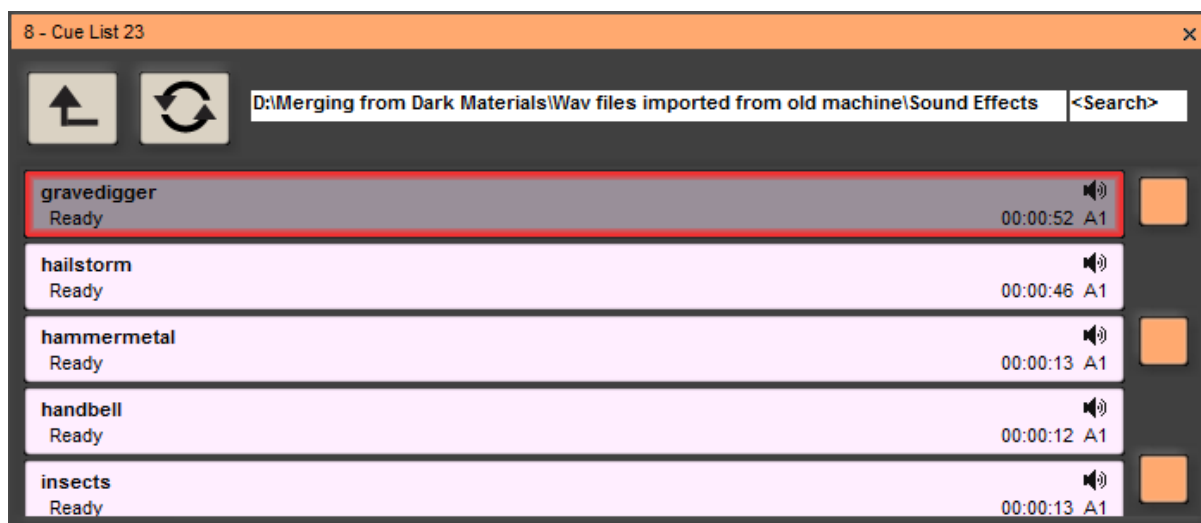 8 - Cue List 23
D:\Merging from Dark Materials\Wav files imported from old machine\Sound Effects <Search>
gravedigger
Ready 00:00:52 A1
hailstorm
Ready 00:00:46 A1
hammermetal
Ready 00:00:13 A1
handbell
Ready 00:00:12 A1
insects
Ready 00:00:13 A1